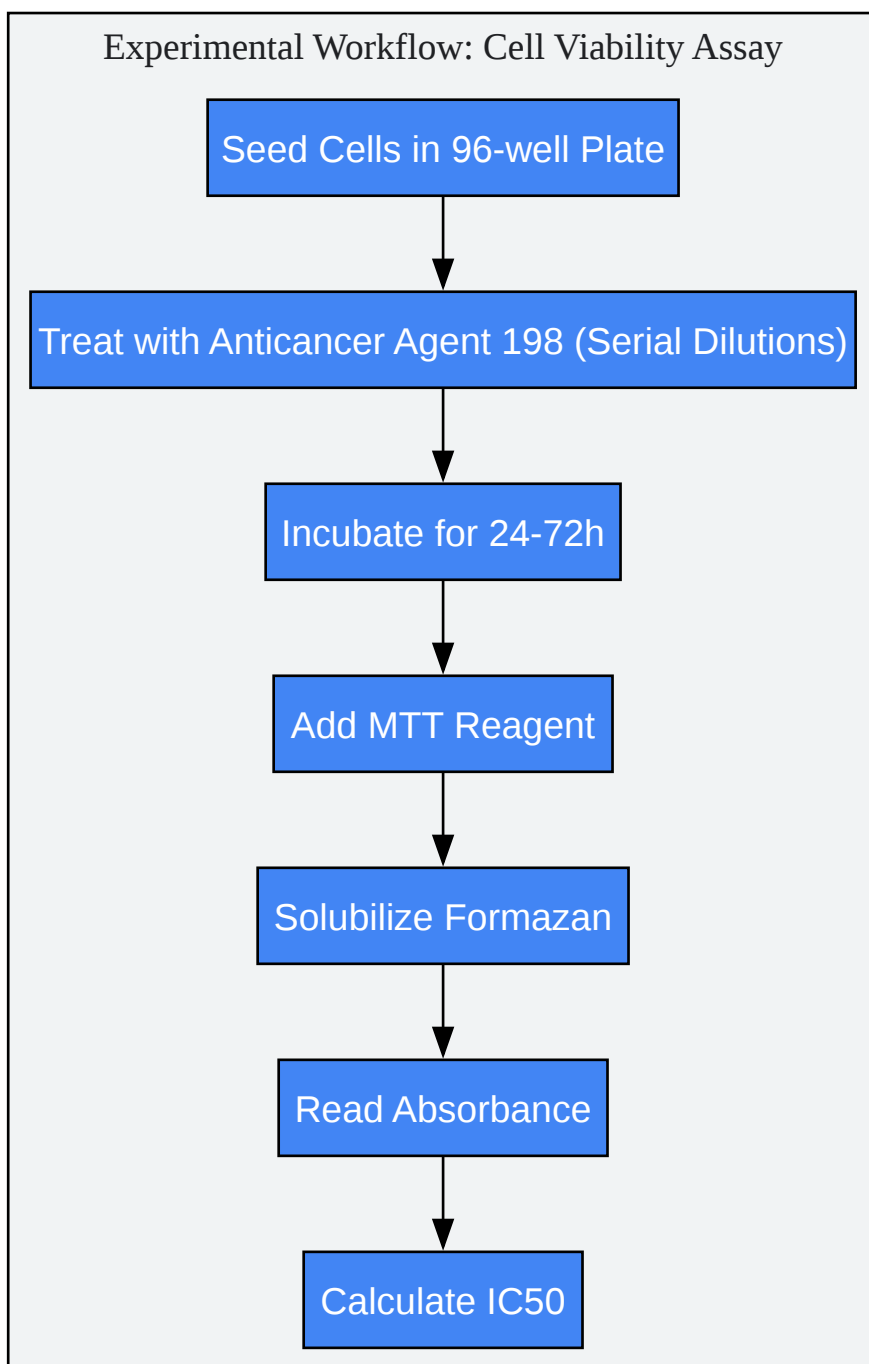 Experimental Workflow: Cell Viability Assay
Seed Cells in 96-well Plate
Treat with Anticancer Agent 198 (Serial Dilutions)
Incubate for 24-72h
Add MTT Reagent
Solubilize Formazan
Read Absorbance
Calculate IC50